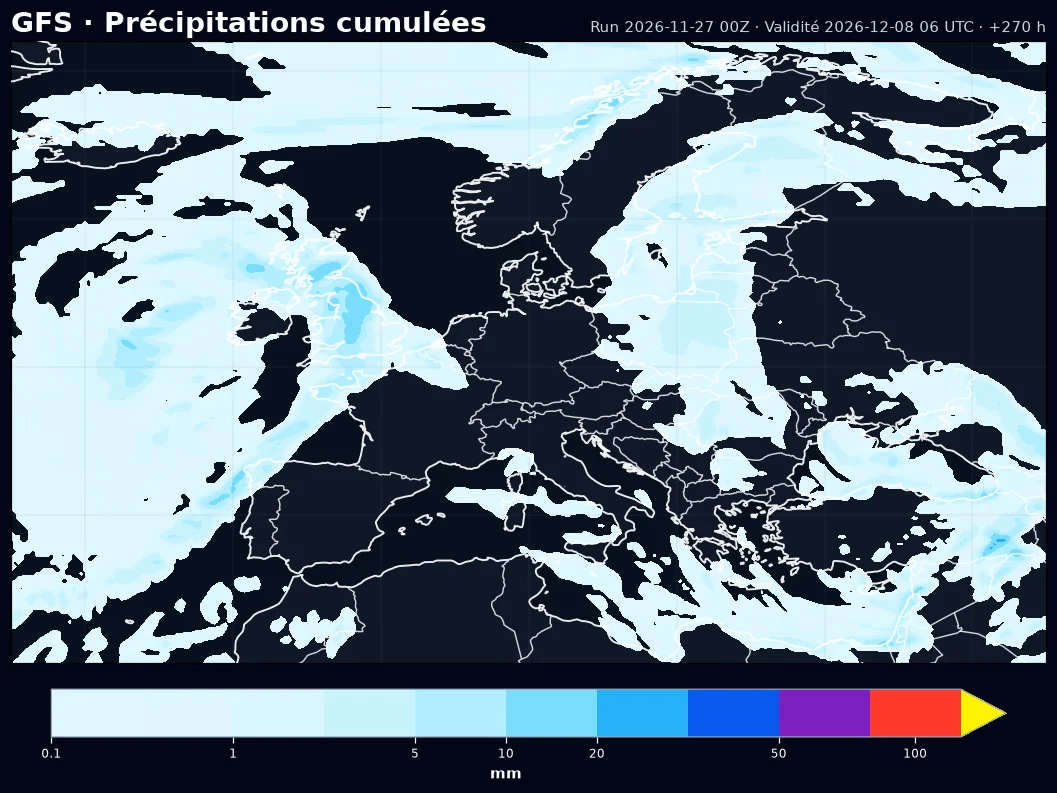 GFS · Précipitations cumulées
Run 2026-11-27 00Z · Validité 2026-12-08 06 UTC · +270 h
0.1 1 5 10 20 50 100
mm